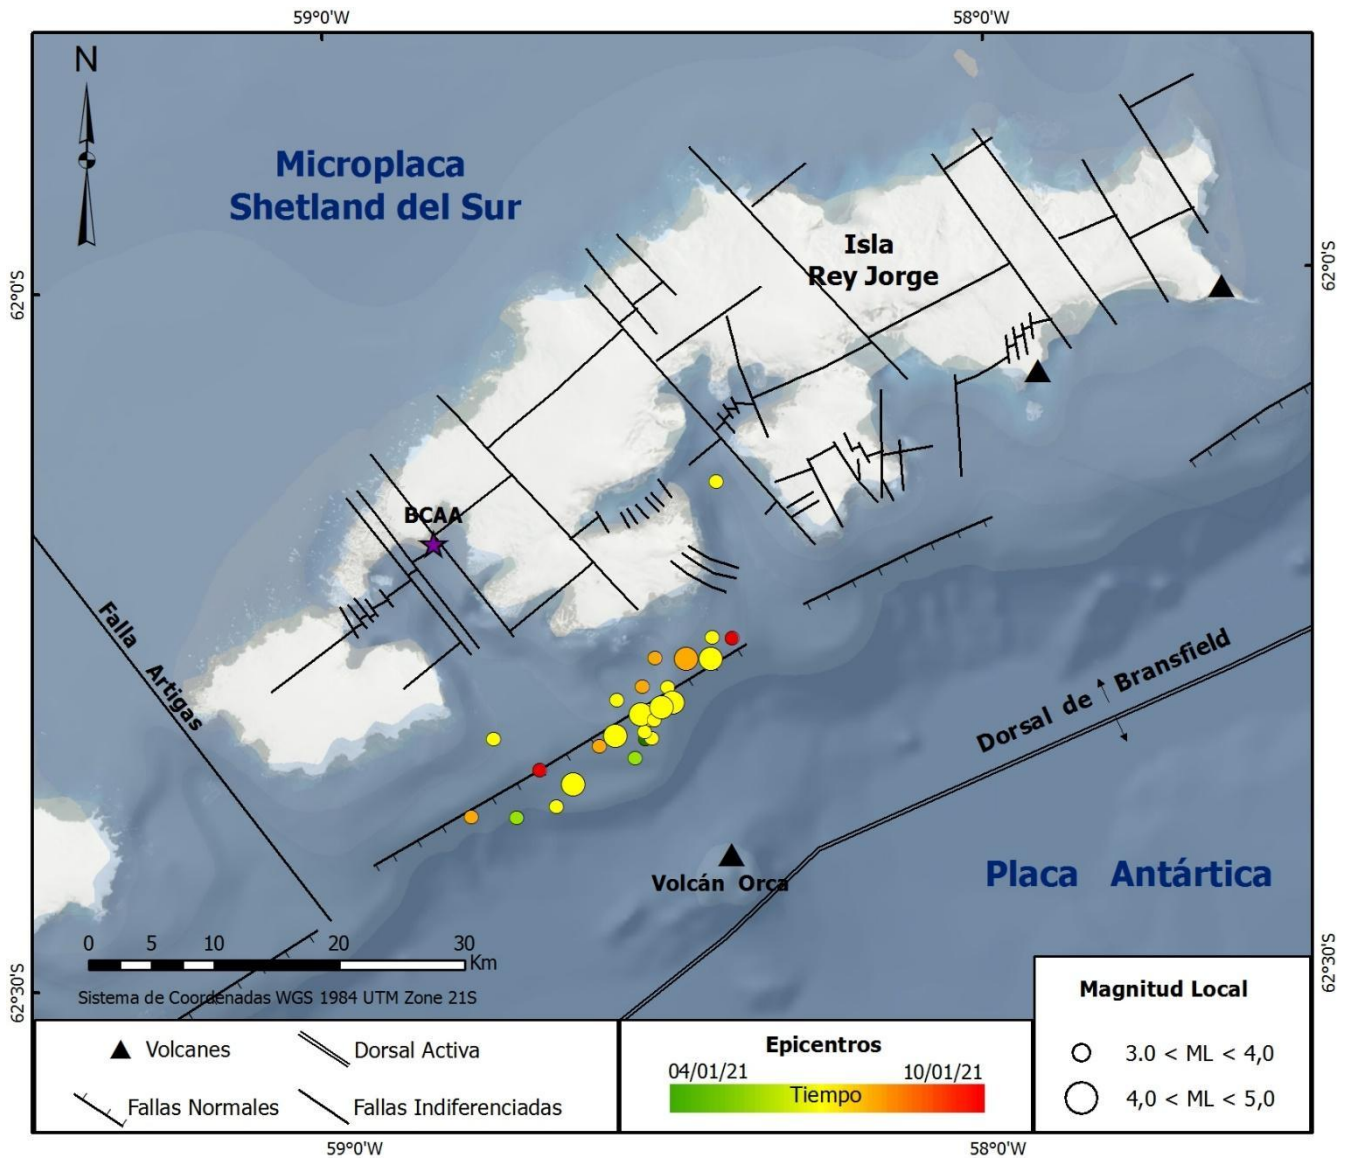 59°0'W
58°0'W
N
Microplaca
Shetland del Sur
Isla
Rey Jorge
62°0'S
62°0'S
BCAA
Falla Artigas
Dorsal de Bransfield
Volcán Orca
Placa Antártica
0 5 10 20 30
Km
Sistema de Coordenadas WGS 1984 UTM Zone 21S
62°30'S
62°30'S
Volcanes
Dorsal Activa
Fallas Normales
Fallas Indiferenciadas
Epicentros
04/01/21
10/01/21
Tiempo
Magnitud Local
3.0 < ML < 4,0
4,0 < ML < 5,0
59°0'W
58°0'W